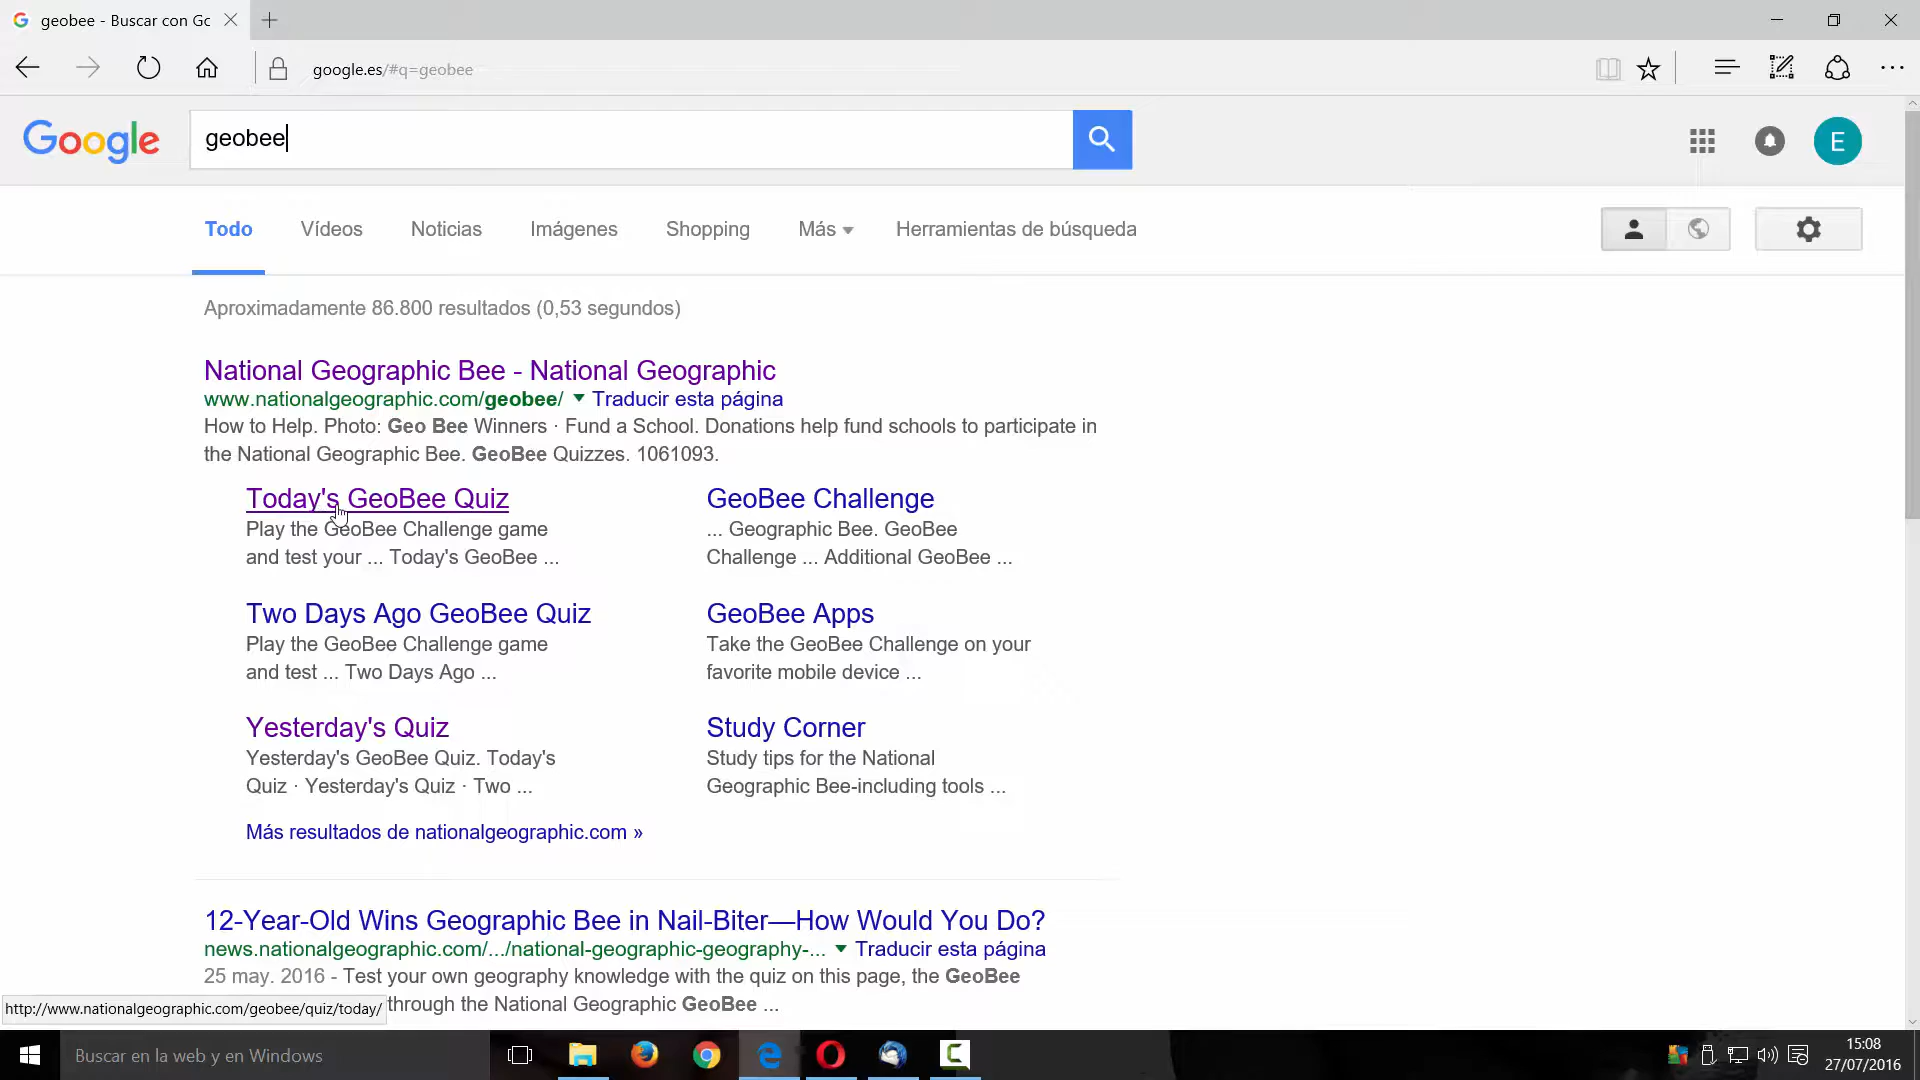 geobee - Buscar con Gc
google.es/#q=geobee
Google
geobee
E
Todo
Vídeos
Noticias
Imágenes
Shopping
Más
Herramientas de búsqueda
Aproximadamente 86.800 resultados (0,53 segundos)
National Geographic Bee - National Geographic
www.nationalgeographic.com/geobee/ Traducir esta página
How to Help. Photo: Geo Bee Winners · Fund a School. Donations help fund schools to participate in
the National Geographic Bee. GeoBee Quizzes. 1061093.
Today's GeoBee Quiz
Play the GeoBee Challenge game
and test your ... Today's GeoBee ...
GeoBee Challenge
... Geographic Bee. GeoBee
Challenge ... Additional GeoBee ...
Two Days Ago GeoBee Quiz
Play the GeoBee Challenge game
and test ... Two Days Ago ...
GeoBee Apps
Take the GeoBee Challenge on your
favorite mobile device ...
Yesterday's Quiz
Yesterday's GeoBee Quiz. Today's
Quiz · Yesterday's Quiz · Two ...
Study Corner
Study tips for the National
Geographic Bee-including tools ...
Más resultados de nationalgeographic.com »
12-Year-Old Wins Geographic Bee in Nail-Biter—How Would You Do?
news.nationalgeographic.com/.../national-geographic-geography-... Traducir esta página
25 may. 2016 - Test your own geography knowledge with the quiz on this page, the GeoBee
through the National Geographic GeoBee ...
http://www.nationalgeographic.com/geobee/quiz/today/
Buscar en la web y en Windows
15:08
27/07/2016